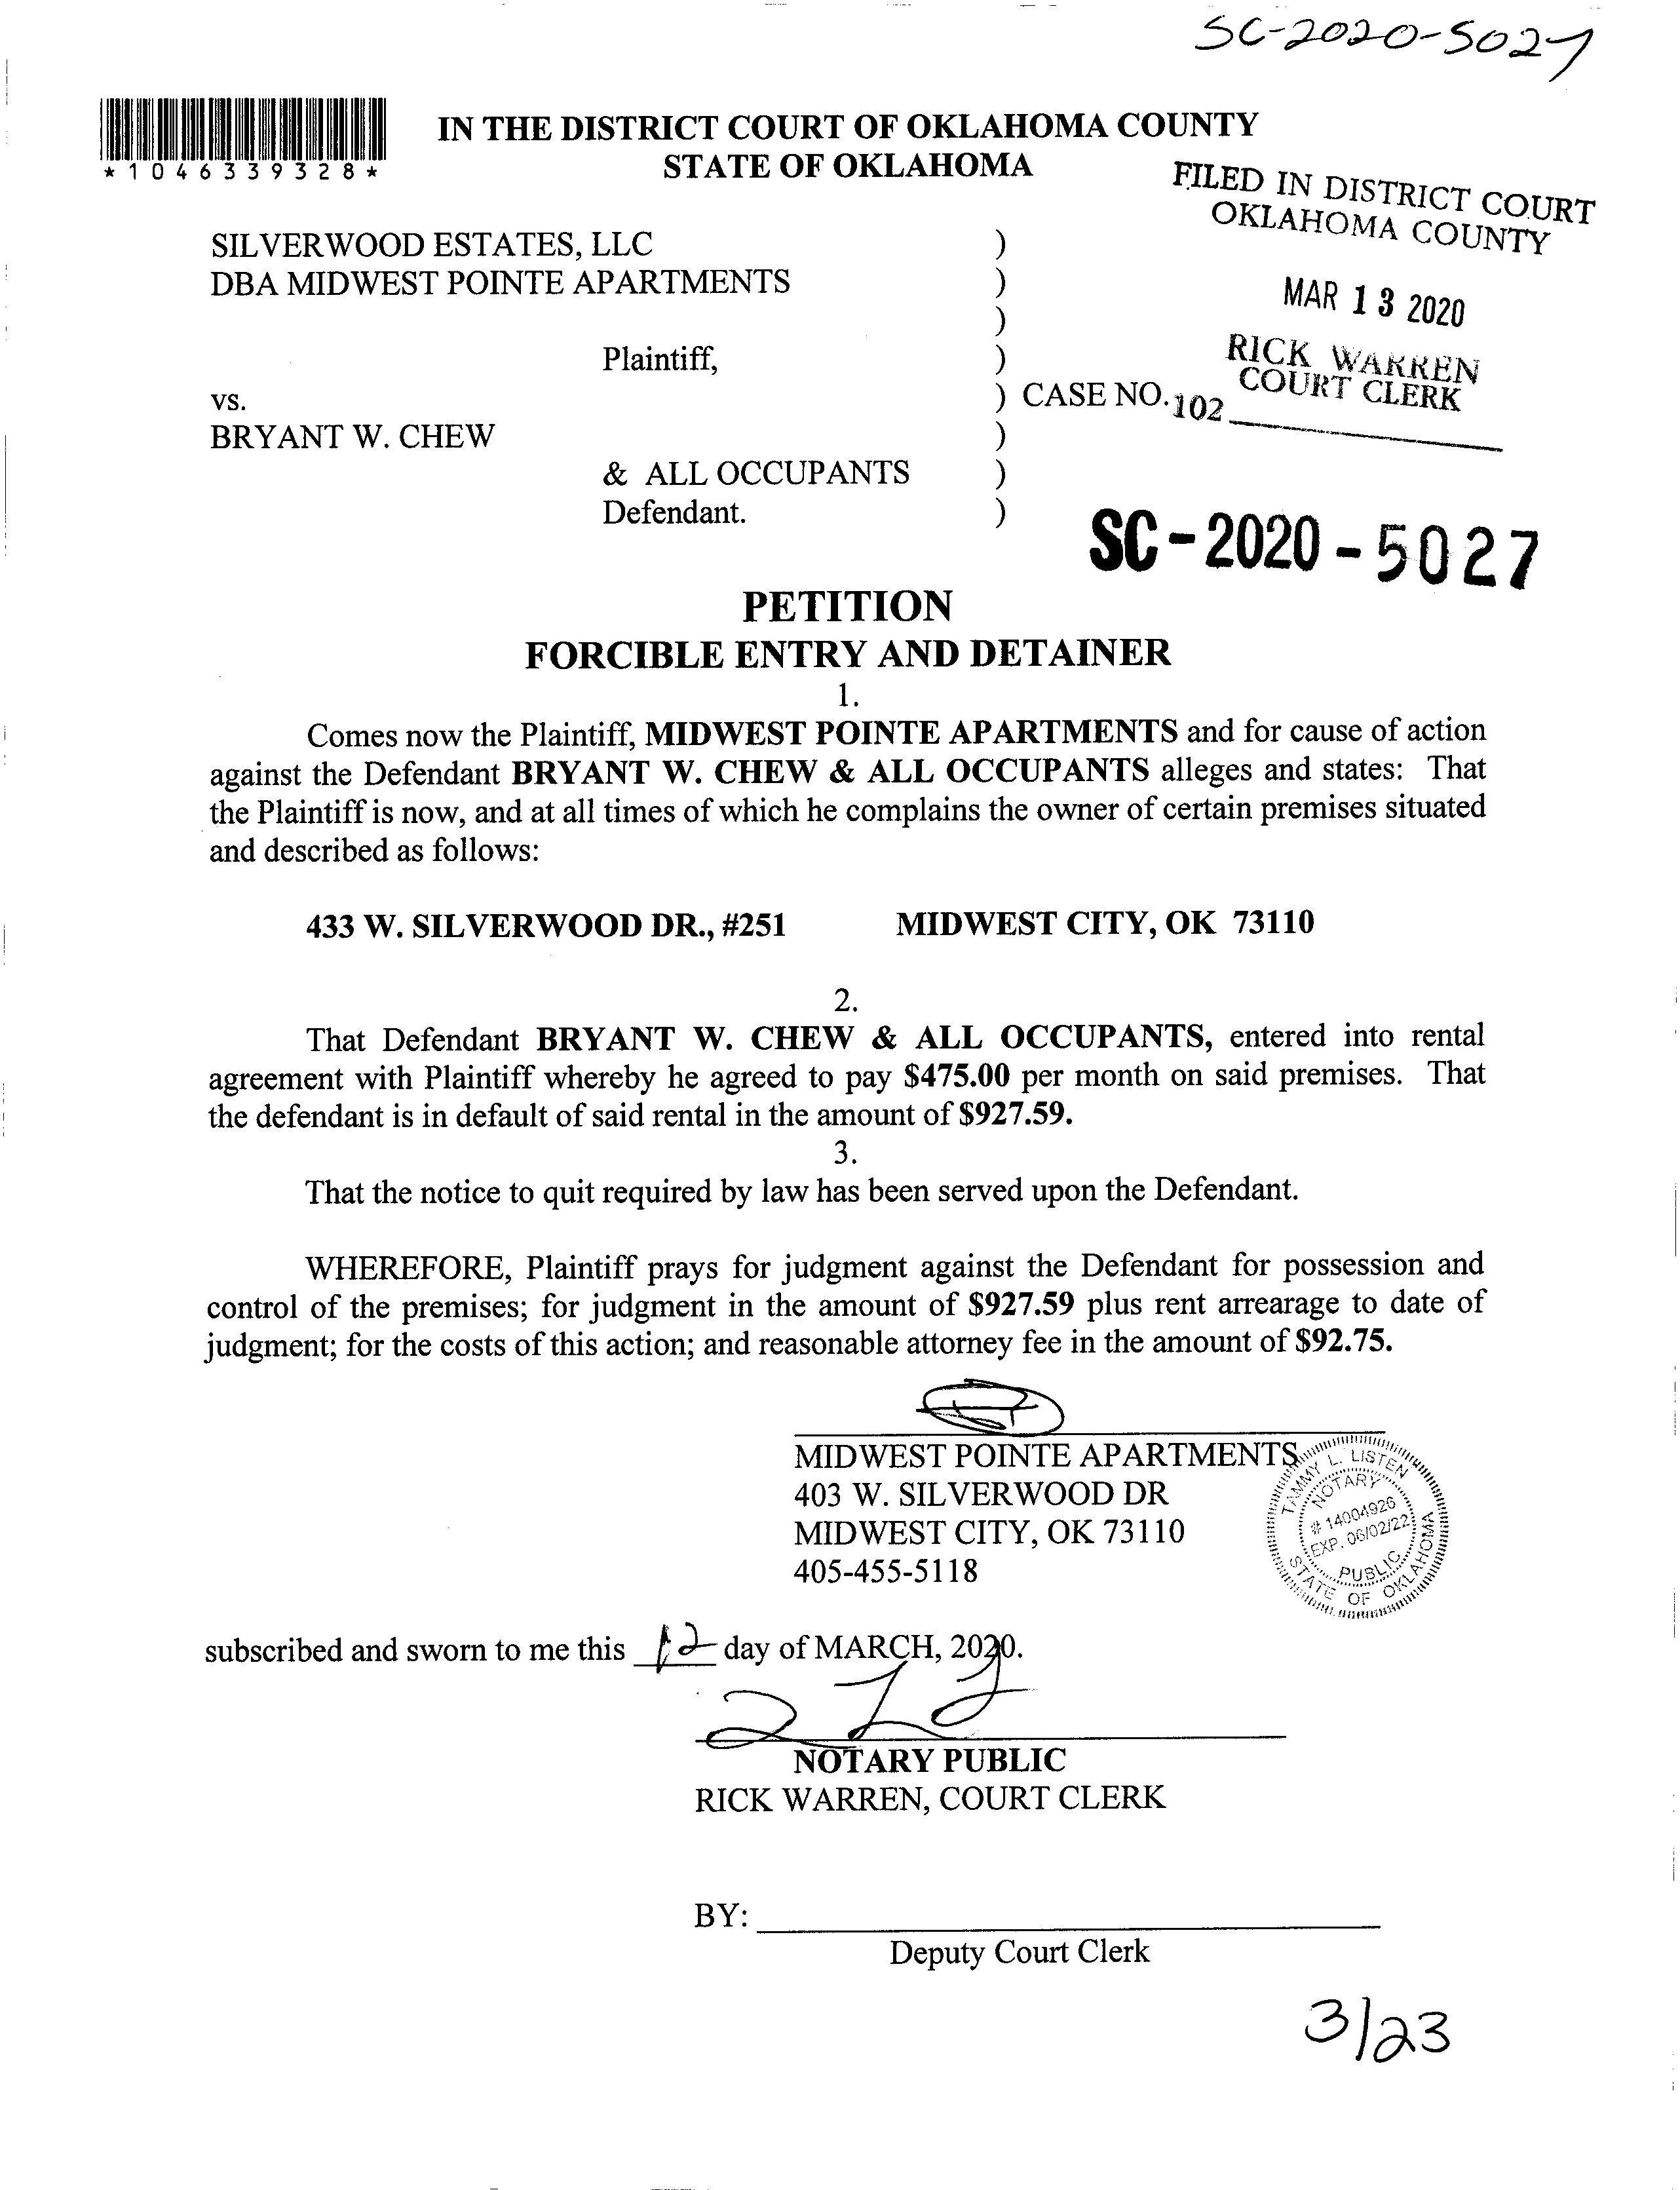 SC-2020-5027
*1046339328*
IN THE DISTRICT COURT OF OKLAHOMA COUNTY
STATE OF OKLAHOMA
FILED IN DISTRICT COURT
OKLAHOMA COUNTY
MAR 13 2020
RICK WARREN
COURT CLERK
102
SILVERWOOD ESTATES, LLC )
DBA MIDWEST POINTE APARTMENTS )
)
Plaintiff, )
vs. ) CASE NO.
BRYANT W. CHEW )
& ALL OCCUPANTS )
Defendant. )
SC-2020-5027
PETITION
FORCIBLE ENTRY AND DETAINER
1.
Comes now the Plaintiff, MIDWEST POINTE APARTMENTS and for cause of action
against the Defendant BRYANT W. CHEW & ALL OCCUPANTS alleges and states: That
the Plaintiff is now, and at all times of which he complains the owner of certain premises situated
and described as follows:
433 W. SILVERWOOD DR., #251 MIDWEST CITY, OK 73110
2.
That Defendant BRYANT W. CHEW & ALL OCCUPANTS, entered into rental
agreement with Plaintiff whereby he agreed to pay $475.00 per month on said premises. That
the defendant is in default of said rental in the amount of $927.59.
3.
That the notice to quit required by law has been served upon the Defendant.
WHEREFORE, Plaintiff prays for judgment against the Defendant for possession and
control of the premises; for judgment in the amount of $927.59 plus rent arrearage to date of
judgment; for the costs of this action; and reasonable attorney fee in the amount of $92.75.
MIDWEST POINTE APARTMENTS
403 W. SILVERWOOD DR
MIDWEST CITY, OK 73110
405-455-5118
TAMMY L. LISTEN
NOTARY
# 14004926
EXP. 06/02/22
PUBLIC
STATE OF OKLAHOMA
subscribed and sworn to me this 12 day of MARCH, 2020.
NOTARY PUBLIC
RICK WARREN, COURT CLERK
BY:
Deputy Court Clerk
3/23